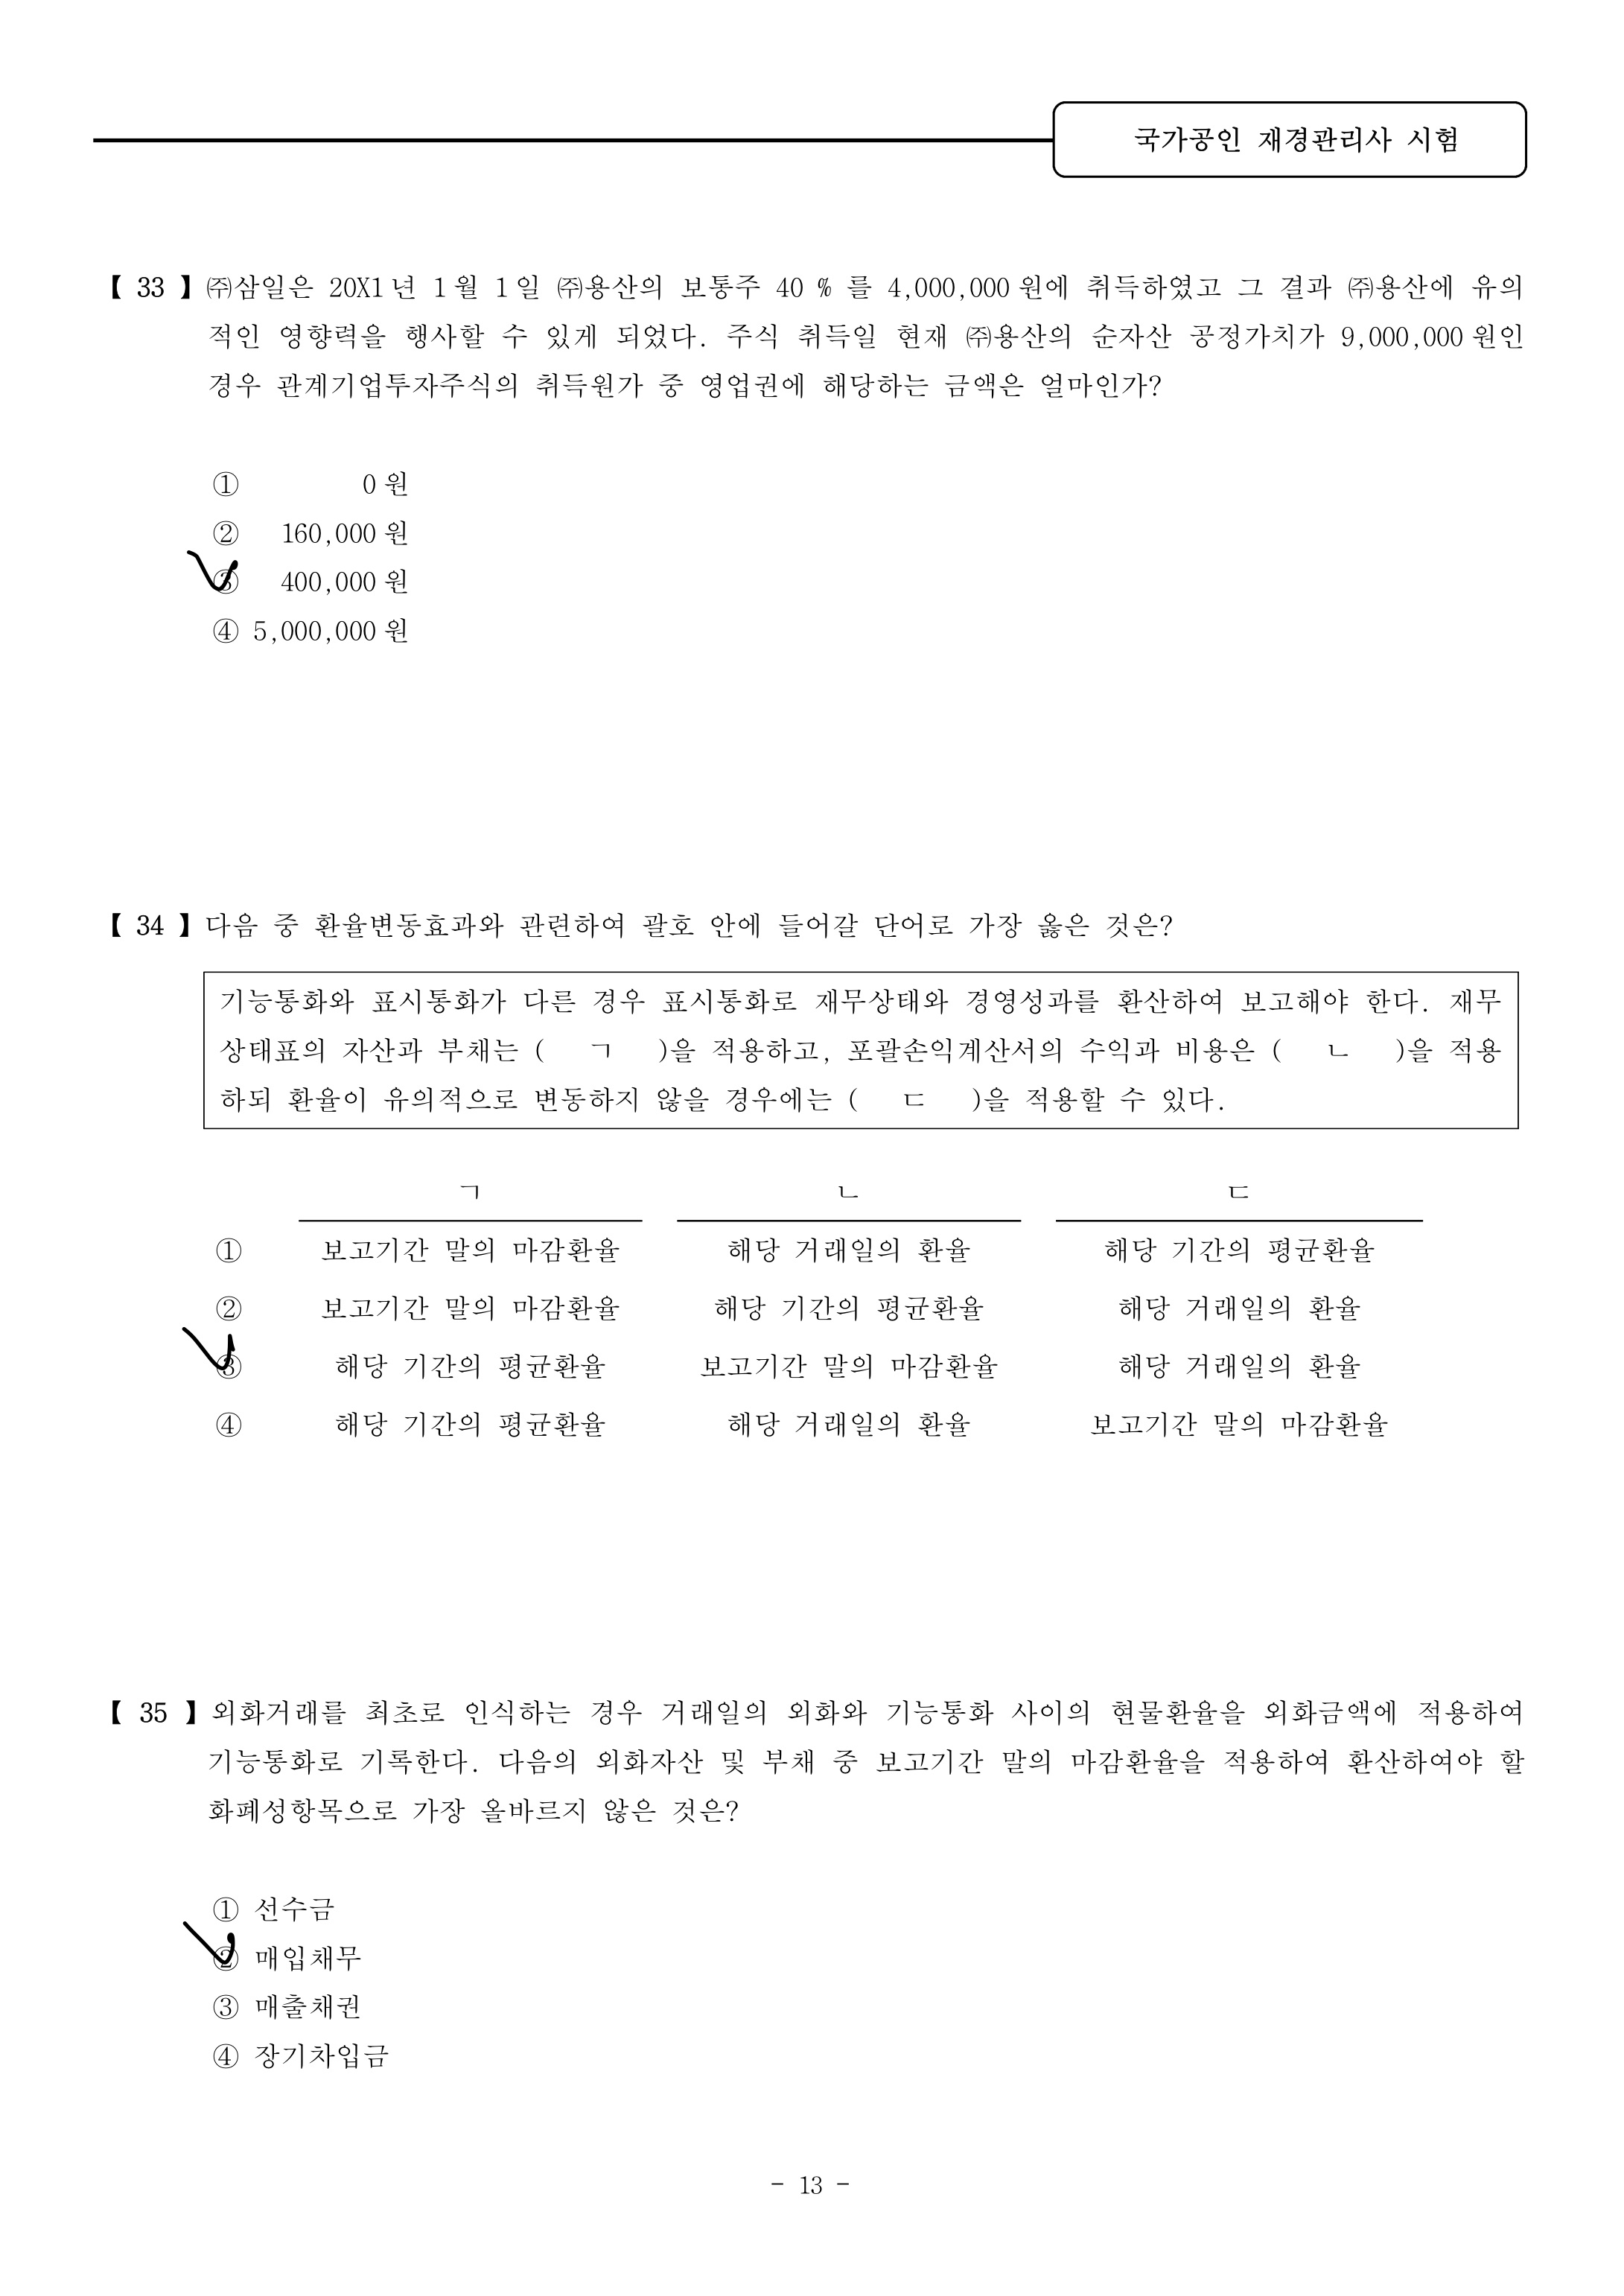 국가공인 재경관리사 시험
【 33 】 ㈜삼일은 20X1년 1월 1일 ㈜용산의 보통주 40 % 를 4,000,000원에 취득하였고 그 결과 ㈜용산에 유의
적인 영향력을 행사할 수 있게 되었다. 주식 취득일 현재 ㈜용산의 순자산 공정가치가 9,000,000원인
경우 관계기업투자주식의 취득원가 중 영업권에 해당하는 금액은 얼마인가?
① 0원
② 160,000원
③ 400,000원
④ 5,000,000원
【 34 】 다음 중 환율변동효과와 관련하여 괄호 안에 들어갈 단어로 가장 옳은 것은?
기능통화와 표시통화가 다른 경우 표시통화로 재무상태와 경영성과를 환산하여 보고해야 한다. 재무
상태표의 자산과 부채는 ( ㄱ )을 적용하고, 포괄손익계산서의 수익과 비용은 ( ㄴ )을 적용
하되 환율이 유의적으로 변동하지 않을 경우에는 ( ㄷ )을 적용할 수 있다.
ㄱ ㄴ ㄷ
① 보고기간 말의 마감환율 해당 거래일의 환율 해당 기간의 평균환율
② 보고기간 말의 마감환율 해당 기간의 평균환율 해당 거래일의 환율
③ 해당 기간의 평균환율 보고기간 말의 마감환율 해당 거래일의 환율
④ 해당 기간의 평균환율 해당 거래일의 환율 보고기간 말의 마감환율
【 35 】 외화거래를 최초로 인식하는 경우 거래일의 외화와 기능통화 사이의 현물환율을 외화금액에 적용하여
기능통화로 기록한다. 다음의 외화자산 및 부채 중 보고기간 말의 마감환율을 적용하여 환산하여야 할
화폐성항목으로 가장 올바르지 않은 것은?
① 선수금
② 매입채무
③ 매출채권
④ 장기차입금
- 13 -